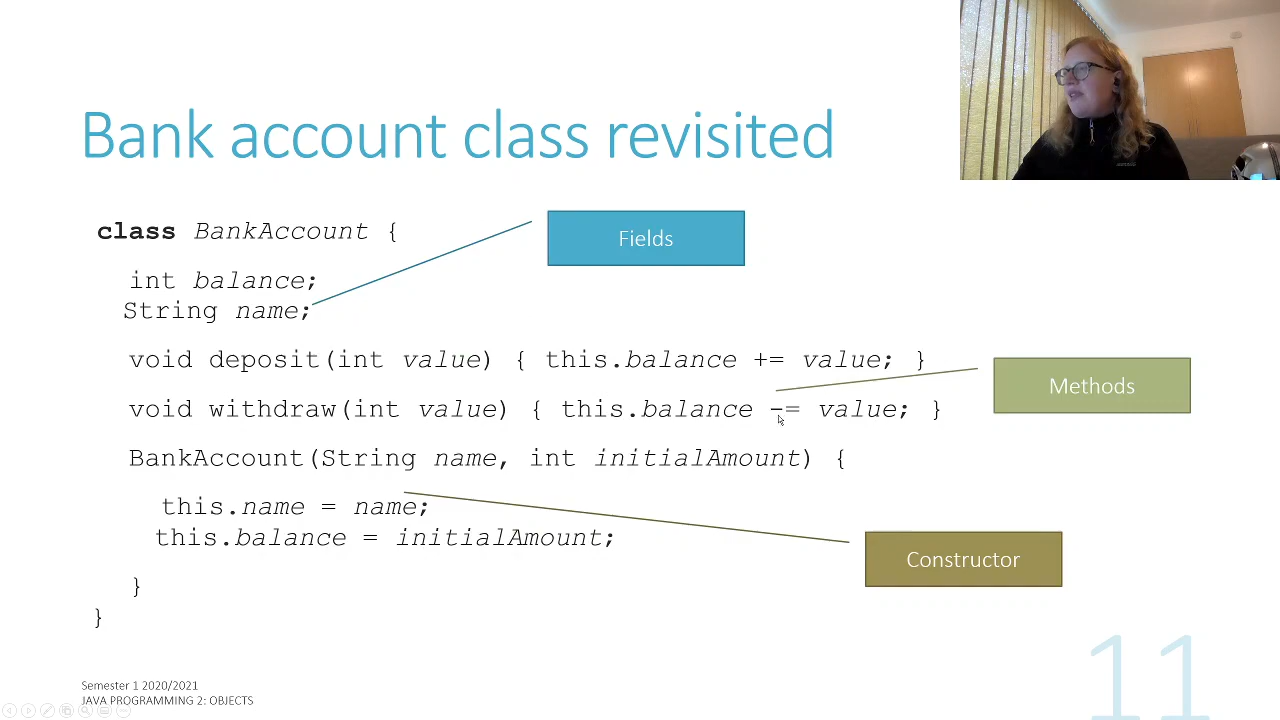 Bank account class revisited
class BankAccount {
Fields
int balance;
String name;
void deposit(int value) { this.balance += value; }
Methods
void withdraw(int value) { this.balance -= value; }
BankAccount(String name, int initialAmount) {
this.name = name;
this.balance = initialAmount;
Constructor
}
}
11
Semester 1 2020/2021
JAVA PROGRAMMING 2: OBJECTS